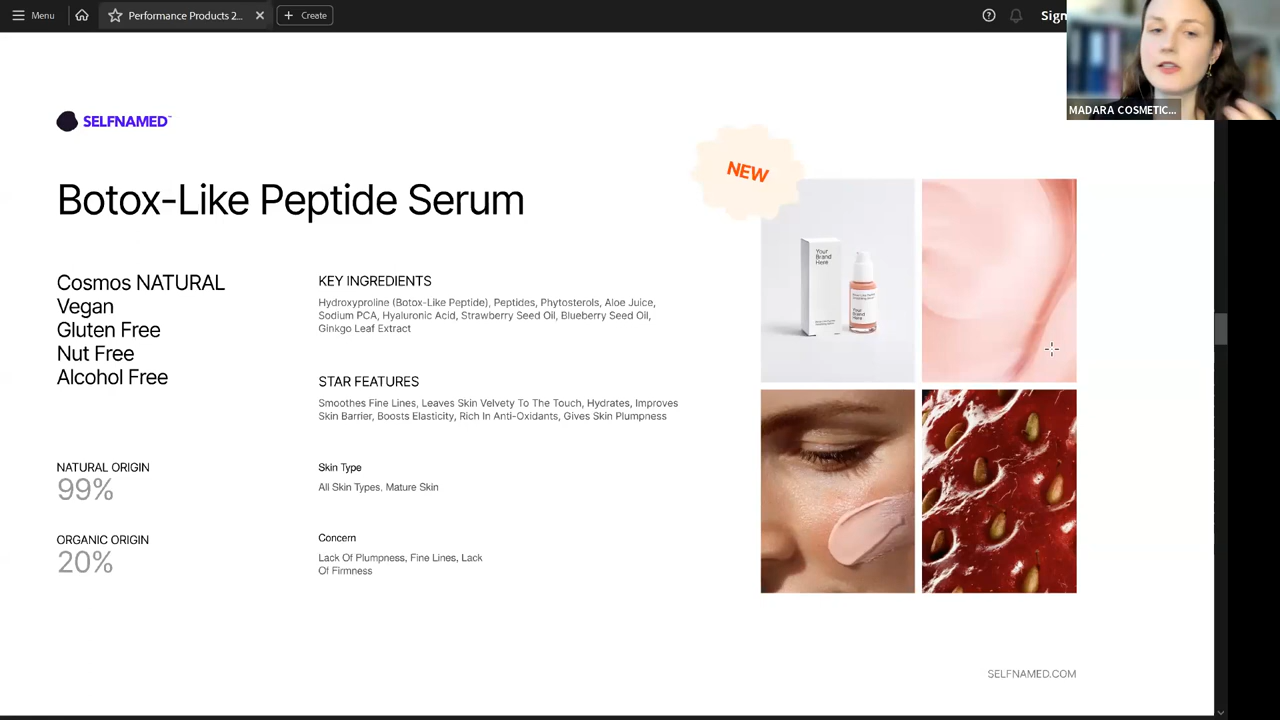 Menu
Performance Products 2...
Create
Sign
MADARA COSMETIC...
SELFNAMED™
NEW
Botox-Like Peptide Serum
Cosmos NATURAL
Vegan
Gluten Free
Nut Free
Alcohol Free
KEY INGREDIENTS
Hydroxyproline (Botox-Like Peptide), Peptides, Phytosterols, Aloe Juice,
Sodium PCA, Hyaluronic Acid, Strawberry Seed Oil, Blueberry Seed Oil,
Ginkgo Leaf Extract
STAR FEATURES
Smoothes Fine Lines, Leaves Skin Velvety To The Touch, Hydrates, Improves
Skin Barrier, Boosts Elasticity, Rich In Anti-Oxidants, Gives Skin Plumpness
NATURAL ORIGIN
99%
Skin Type
All Skin Types, Mature Skin
ORGANIC ORIGIN
20%
Concern
Lack Of Plumpness, Fine Lines, Lack
Of Firmness
Your
Brand
Here
Your
Brand
Here
SELFNAMED.COM